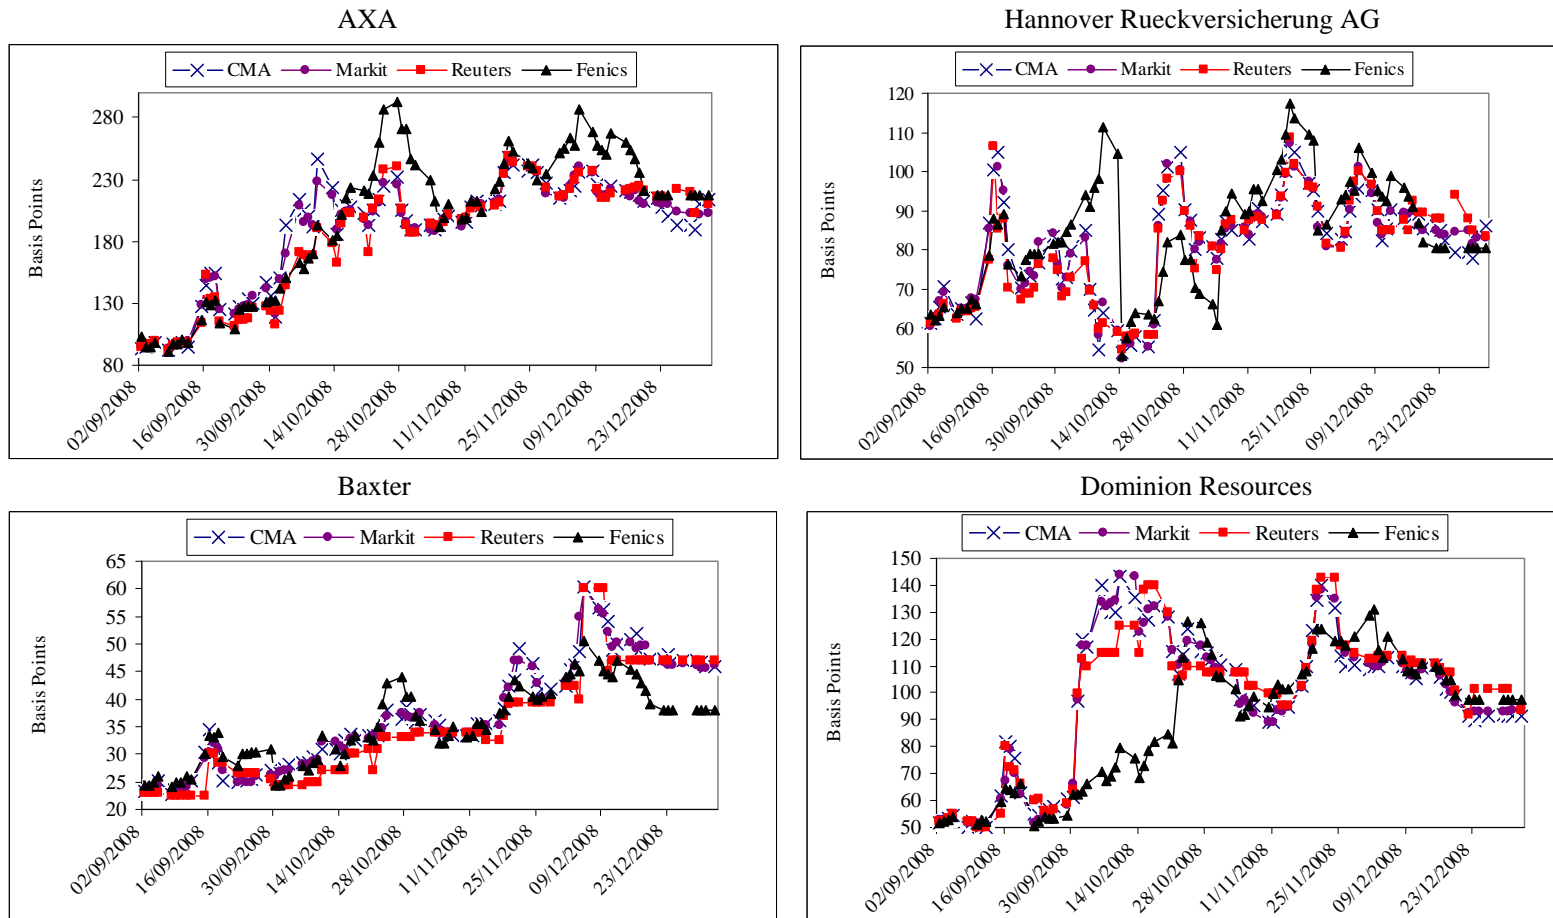 AXA
CMA Markit Reuters Fenics
Basis Points
280
230
180
130
80
02/09/2008 16/09/2008 30/09/2008 14/10/2008 28/10/2008 11/11/2008 25/11/2008 09/12/2008 23/12/2008
Hannover Rueckversicherung AG
CMA Markit Reuters Fenics
Basis Points
120
110
100
90
80
70
60
50
02/09/2008 16/09/2008 30/09/2008 14/10/2008 28/10/2008 11/11/2008 25/11/2008 09/12/2008 23/12/2008
Baxter
CMA Markit Reuters Fenics
Basis Points
65
60
55
50
45
40
35
30
25
20
02/09/2008 16/09/2008 30/09/2008 14/10/2008 28/10/2008 11/11/2008 25/11/2008 09/12/2008 23/12/2008
Dominion Resources
CMA Markit Reuters Fenics
Basis Points
150
140
130
120
110
100
90
80
70
60
50
02/09/2008 16/09/2008 30/09/2008 14/10/2008 28/10/2008 11/11/2008 25/11/2008 09/12/2008 23/12/2008